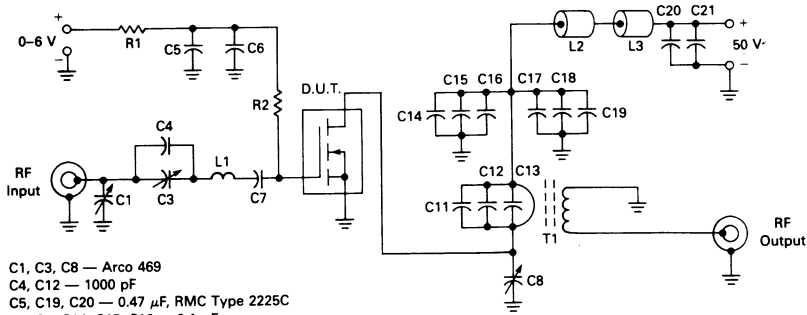 C20 C21
+
0–6 V
−
R1
C5
C6
L2
L3
+
50 V
−
C15 C16 C17 C18
C14
C19
R2
D.U.T.
C4
L1
RF
Input
C1
C3
C7
C12 C13
C11
T1
RF
Output
C8
C1, C3, C8 — Arco 469
C4, C12 — 1000 pF
C5, C19, C20 — 0.47 μF, RMC Type 2225C